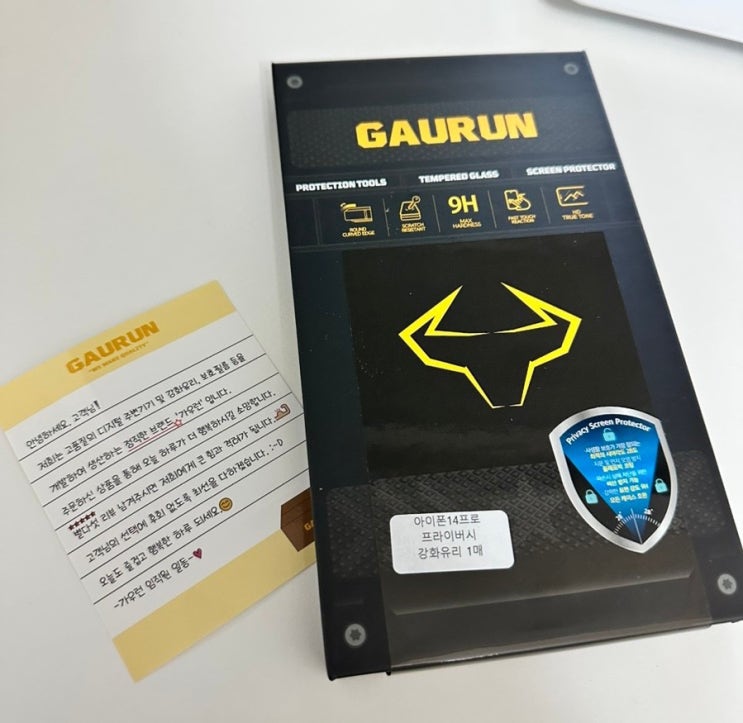 GAURUN
PROTECTION TOOLS
TEMPERED GLASS
SCREEN PROTECTOR
ROUND
CURVED EDGE
SCRATCH
RESISTANT
9H
MAX
HARDNESS
FAST TOUCH
REACTION
HD
TRUE TONE
Privacy Screen Protector
아이폰14프로
프라이버시
강화유리 1매
GAURUN
"WE MAKE QUALITY"
안녕하세요. 고객님!
저희는 고품질의 디지털 주변기기 및 강화유리, 보호필름 등을
개발하여 생산하는 정직한 브랜드 '가우런' 입니다.
주문하신 상품을 통해 오늘 하루가 더 행복하시길 소망합니다.
별다섯 리뷰 남겨주시면 저희에게 큰 힘과 격려가 됩니다.
고객님의 선택에 후회 없도록 최선을 다하겠습니다. :-D
오늘도 즐겁고 행복한 하루 되세요
-가우런 임직원 일동-